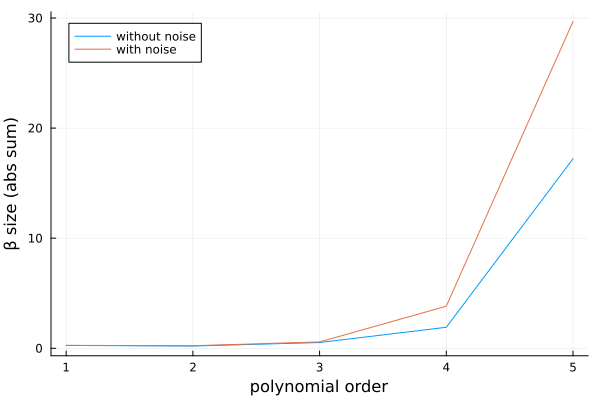 30
without noise
with noise
20
β size (abs sum)
10
0
1 2 3 4 5
polynomial order